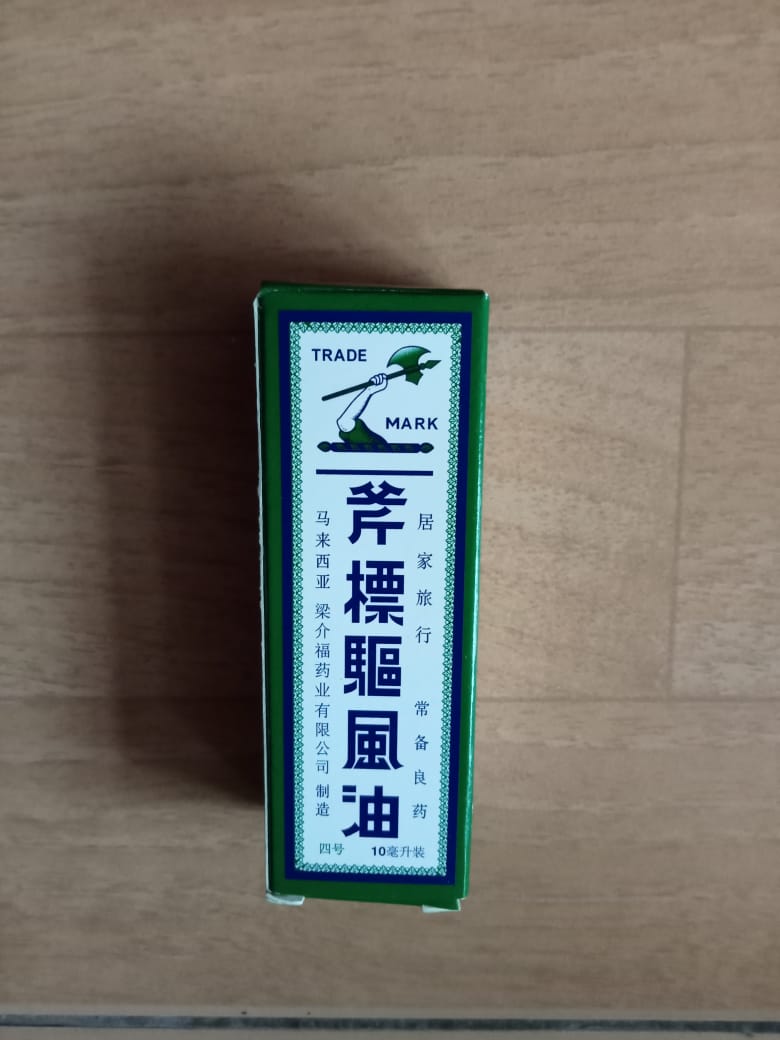 TRADE
MARK
斧標驅風油
居家旅行 常备良药
马来西亚 梁介福药业有限公司 制造
四号 10毫升装